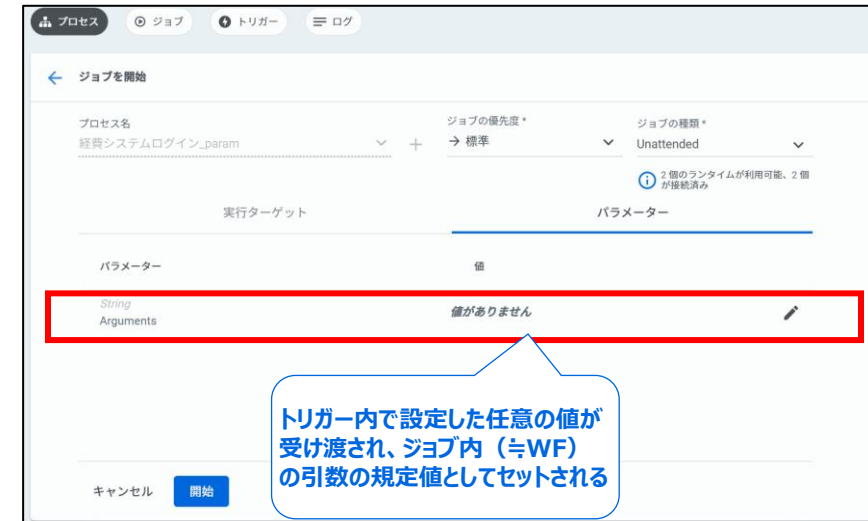 プロセス ジョブ トリガー ログ
ジョブを開始
プロセス名 ジョブの優先度 * ジョブの種類 *
経費システムログイン_param → 標準 Unattended
2 個のランタイムが利用可能、2 個
が接続済み
実行ターゲット パラメーター
パラメーター 値
String
Arguments 値がありません
トリガー内で設定した任意の値が
受け渡され、ジョブ内（≒WF）
の引数の規定値としてセットされる
キャンセル 開始